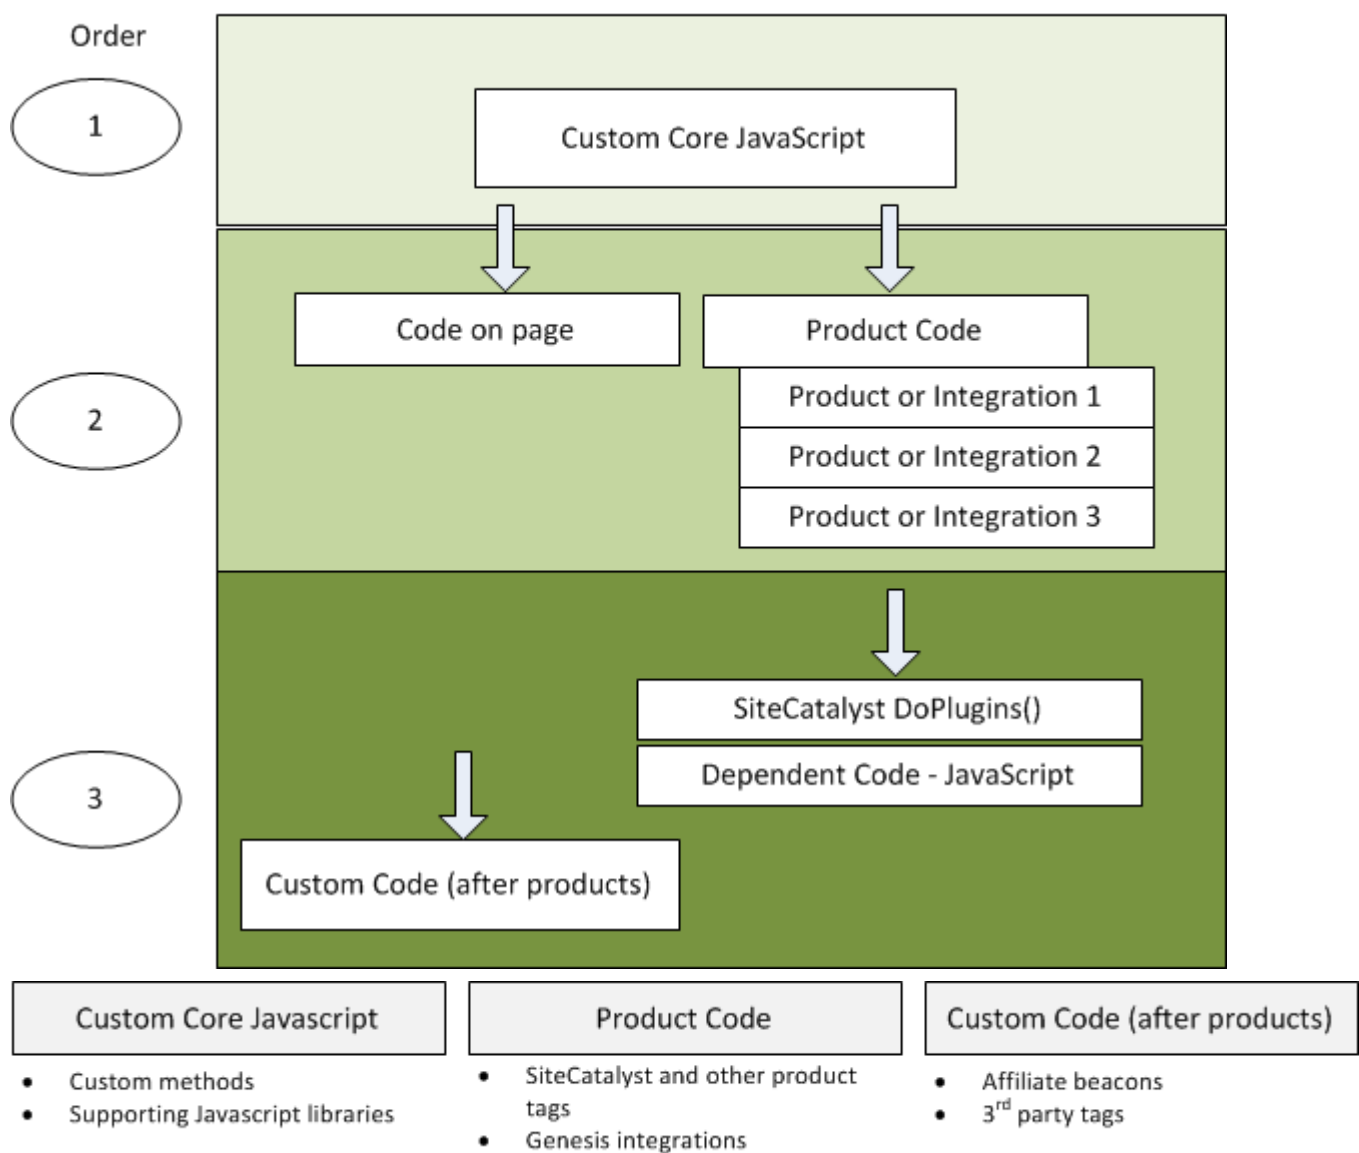 Order
1
Custom Core JavaScript
Code on page
Product Code
Product or Integration 1
2
Product or Integration 2
Product or Integration 3
SiteCatalyst DoPlugins()
Dependent Code - JavaScript
3
Custom Code (after products)
Custom Core Javascript
• Custom methods
• Supporting Javascript libraries
Product Code
• SiteCatalyst and other product
tags
• Genesis integrations
Custom Code (after products)
• Affiliate beacons
• 3rd party tags